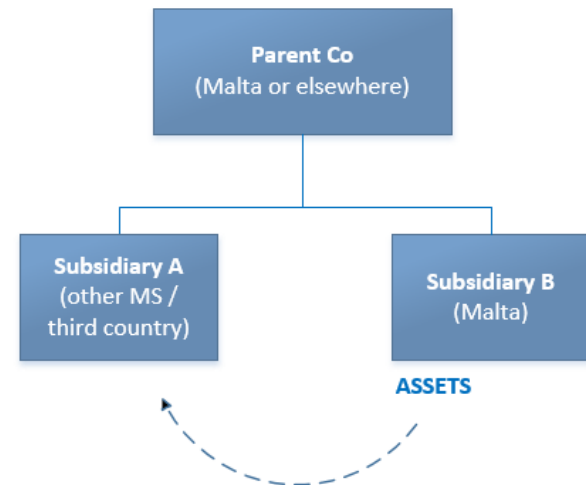 Parent Co
(Malta or elsewhere)
Subsidiary A
(other MS /
third country)
Subsidiary B
(Malta)
ASSETS